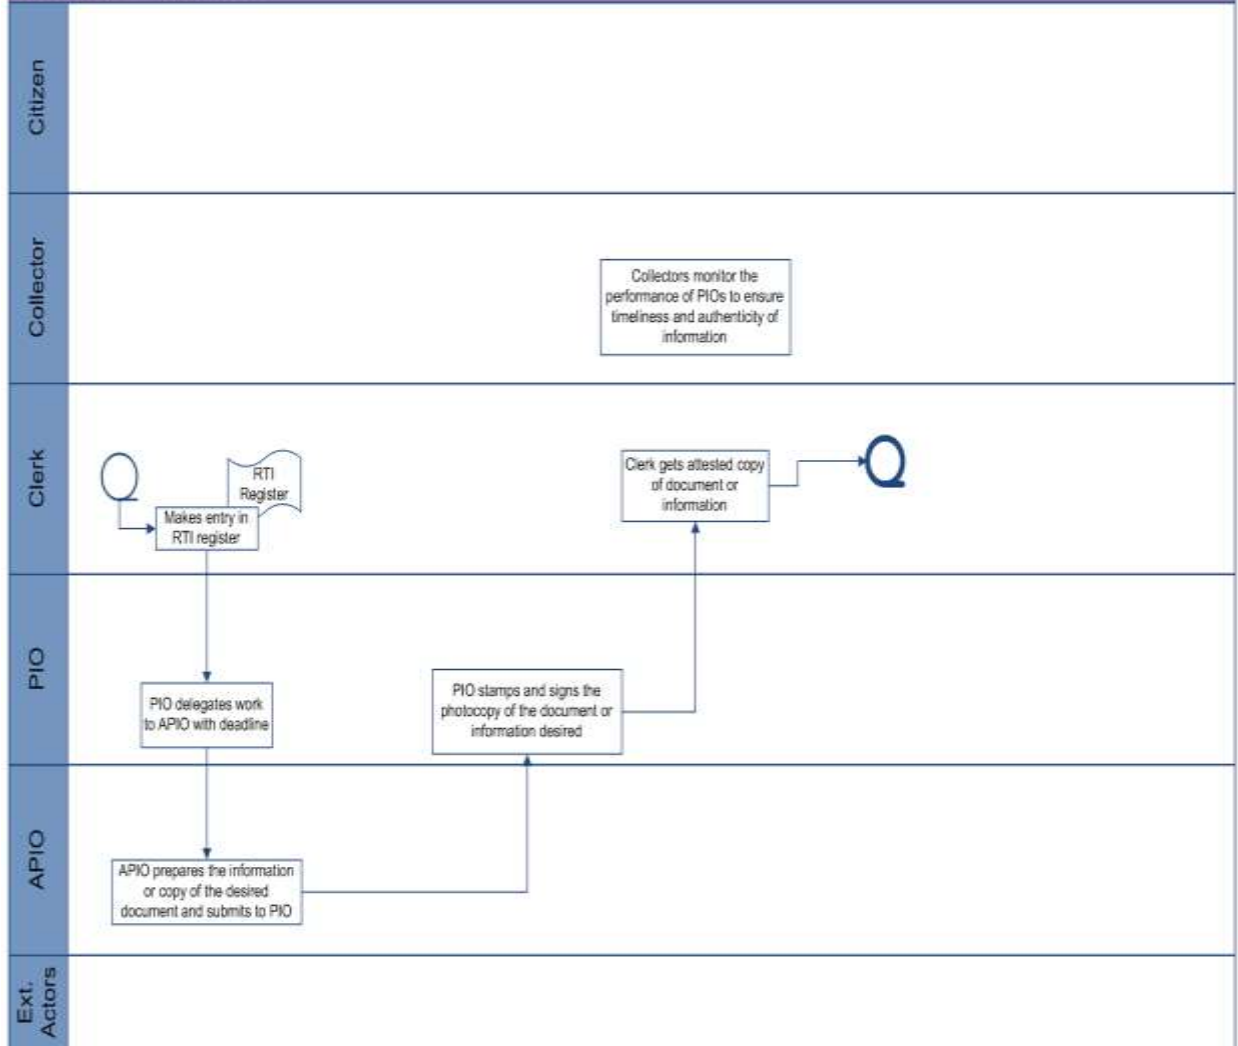 Citizen
Collector
Collectors monitor the
performance of PIOs to ensure
timeliness and authenticity of
information
Clerk
RTI
Register
Makes entry in
RTI register
Clerk gets attested copy
of document or
information
PIO
PIO delegates work
to APIO with deadline
PIO stamps and signs the
photocopy of the document or
information desired
APIO
APIO prepares the information
or copy of the desired
document and submits to PIO
Ext.
Actors